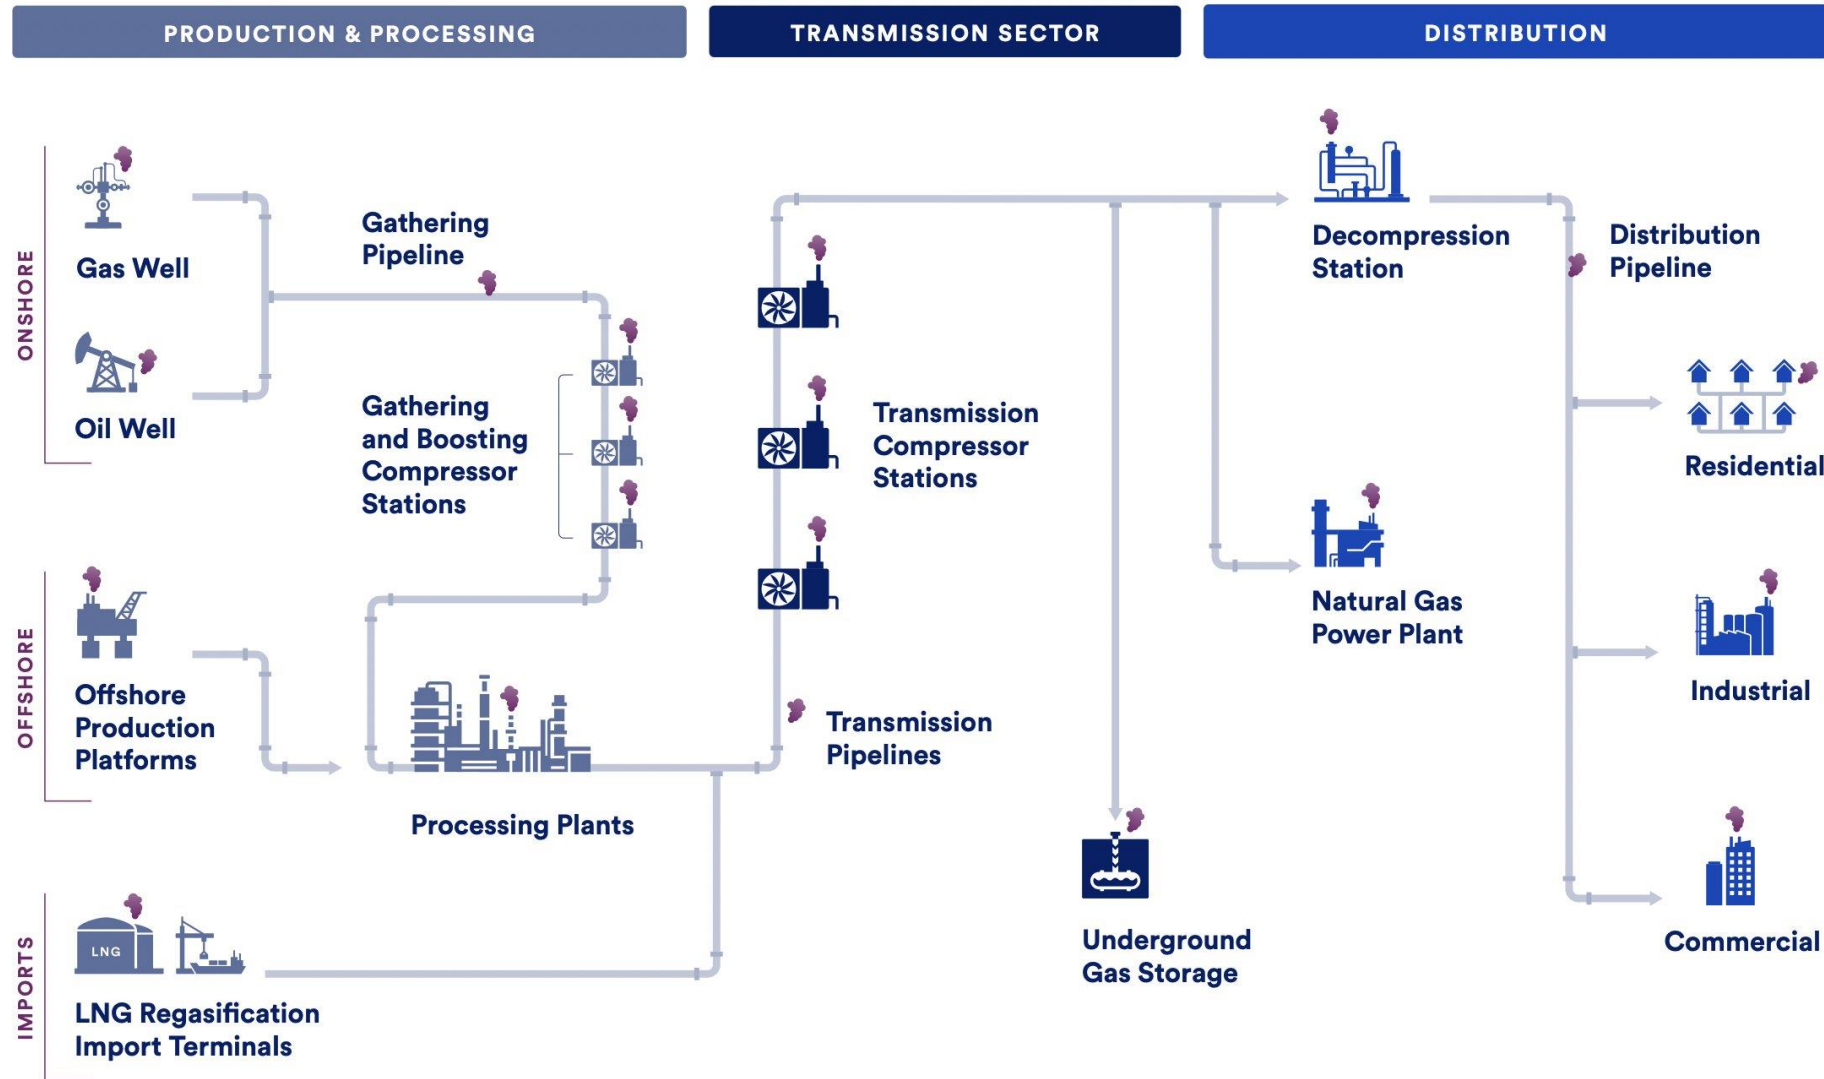 PRODUCTION & PROCESSING
TRANSMISSION SECTOR
DISTRIBUTION
ONSHORE
Gas Well
Oil Well
Gathering
Pipeline
Gathering
and Boosting
Compressor
Stations
OFFSHORE
Offshore
Production
Platforms
Processing Plants
IMPORTS
LNG
LNG Regasification
Import Terminals
Transmission
Compressor
Stations
Transmission
Pipelines
Underground
Gas Storage
Decompression
Station
Natural Gas
Power Plant
Distribution
Pipeline
Residential
Industrial
Commercial